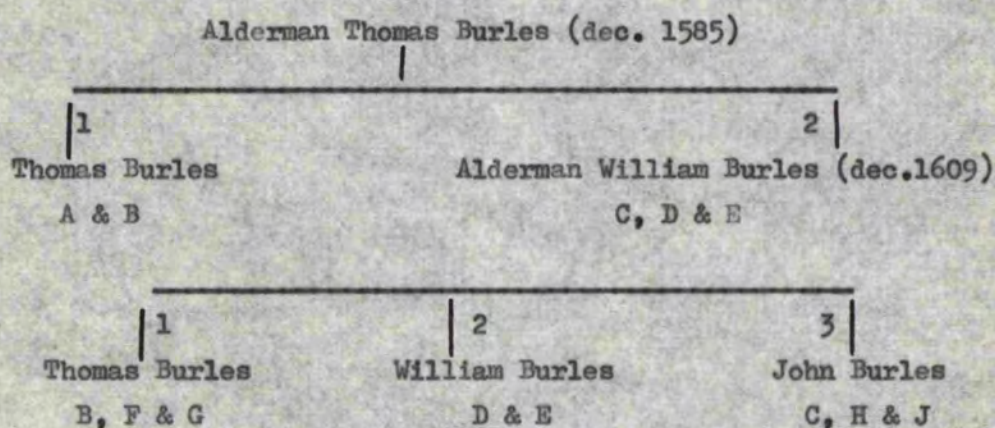 Alderman Thomas Burles (dec. 1585)
1 2
Thomas Burles Alderman William Burles (dec.1609)
A & B C, D & E
1 2 3
Thomas Burles William Burles John Burles
B, F & G D & E C, H & J